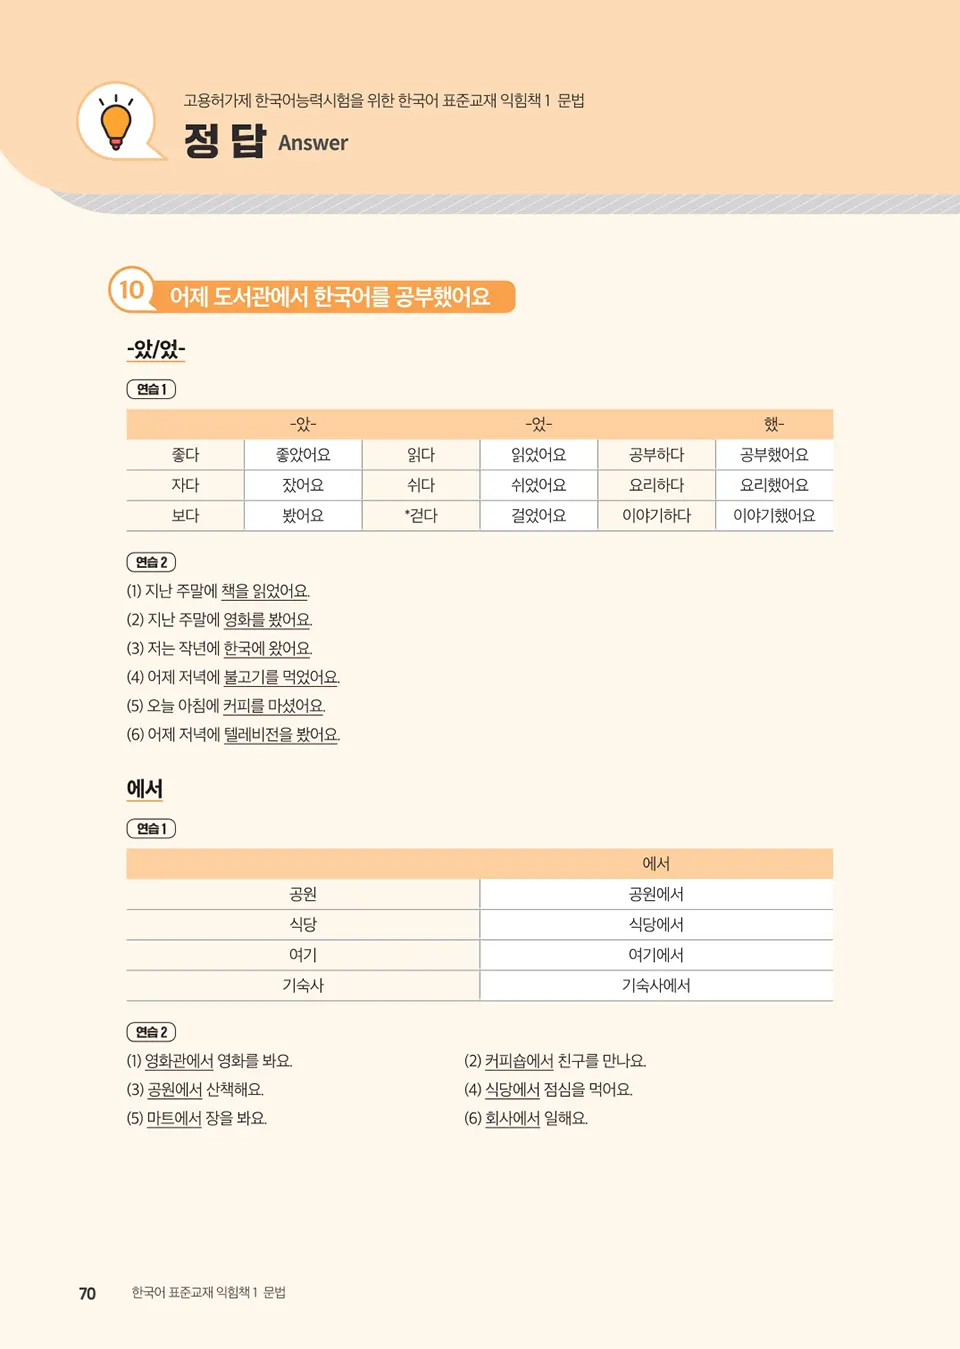 고용허가제 한국어능력시험을 위한 한국어 표준교재 익힘책 1 문법
정답 Answer
10 어제 도서관에서 한국어를 공부했어요
-았/었-
연습 1
-았- -었- 했-
좋다 좋았어요 읽다 읽었어요 공부하다 공부했어요
자다 잤어요 쉬다 쉬었어요 요리하다 요리했어요
보다 봤어요 *걷다 걸었어요 이야기하다 이야기했어요
연습 2
(1) 지난 주말에 책을 읽었어요.
(2) 지난 주말에 영화를 봤어요.
(3) 저는 작년에 한국에 왔어요.
(4) 어제 저녁에 불고기를 먹었어요.
(5) 오늘 아침에 커피를 마셨어요.
(6) 어제 저녁에 텔레비전을 봤어요.
에서
연습 1
에서
공원 공원에서
식당 식당에서
여기 여기에서
기숙사 기숙사에서
연습 2
(1) 영화관에서 영화를 봐요. (2) 커피숍에서 친구를 만나요.
(3) 공원에서 산책해요. (4) 식당에서 점심을 먹어요.
(5) 마트에서 장을 봐요. (6) 회사에서 일해요.
70 한국어 표준교재 익힘책 1 문법